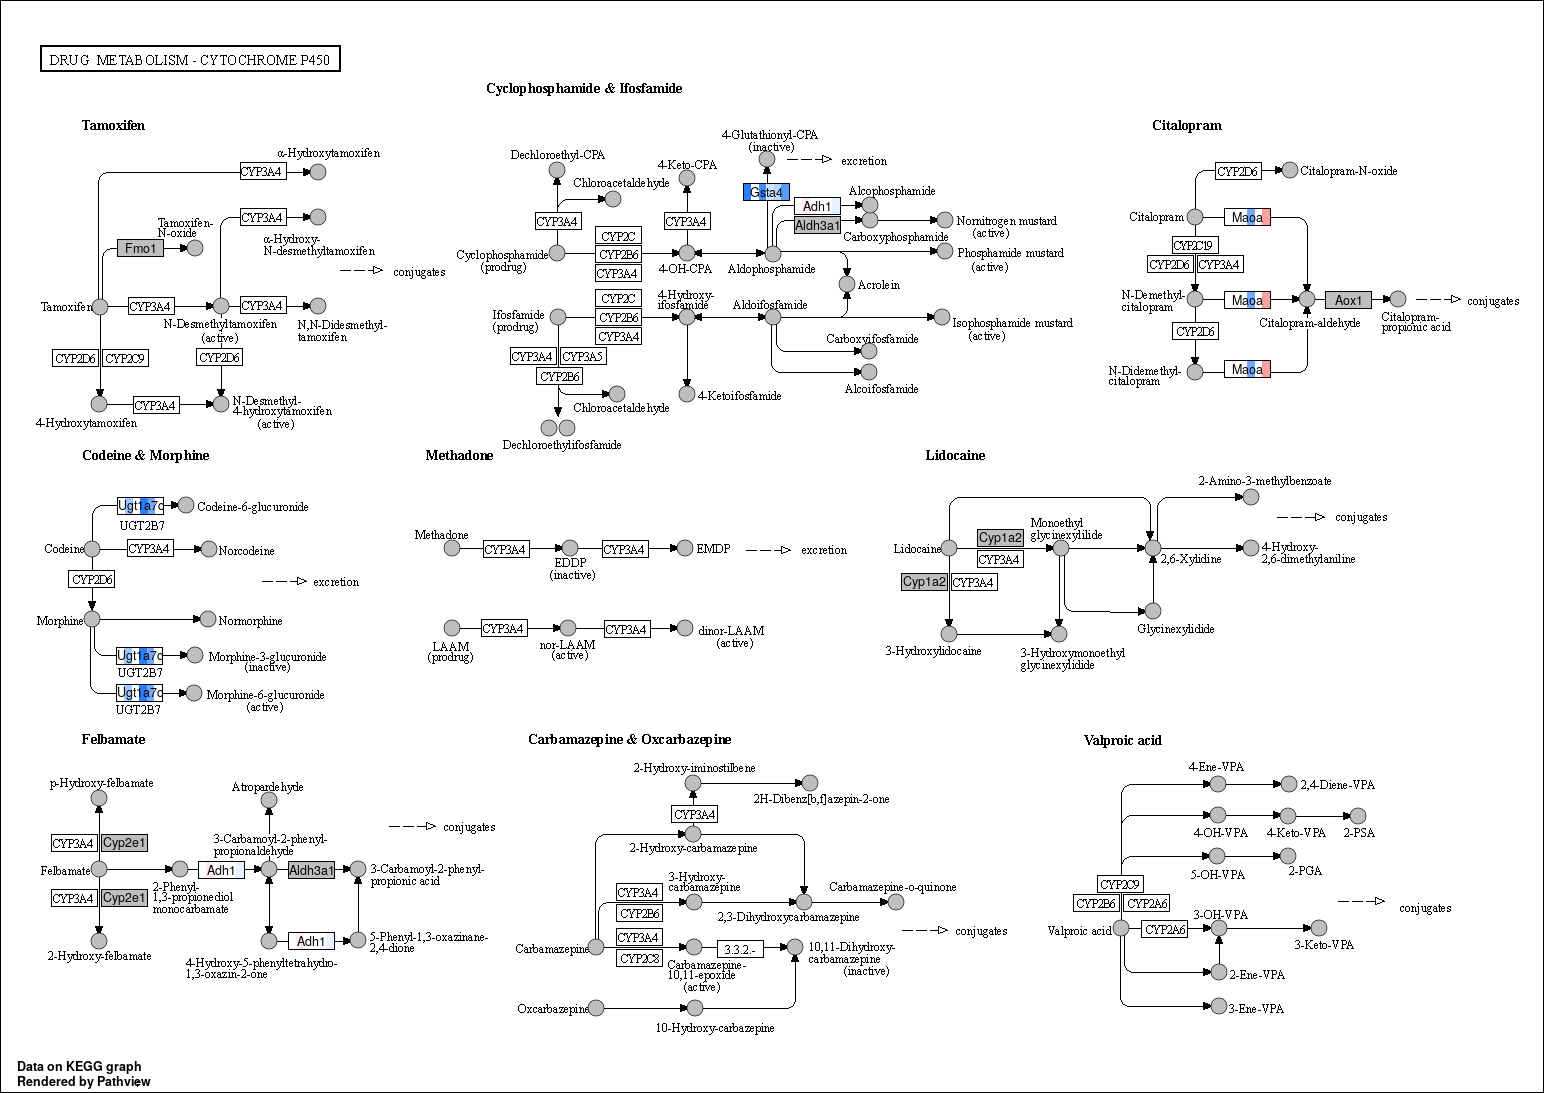 DRUG METABOLISM - CYTOCHROME P450
Cyclophosphamide & Ifosfamide
Tamoxifen
α-Hydroxytamoxifen
CYP3A4
Tamoxifen-
N-oxide
CYP3A4
Fmo1
α-Hydroxy-
N-desmethyltamoxifen
conjugates
Tamoxifen
CYP3A4
CYP3A4
N-Desmethyltamoxifen
(active)
N,N-Didesmethyl-
tamoxifen
CYP2D6
CYP2C9
CYP2D6
CYP3A4
4-Hydroxytamoxifen
N-Desmethyl-
4-hydroxytamoxifen
(active)
Dechloroethyl-CPA
Chloroacetaldehyde
4-Keto-CPA
4-Glutathionyl-CPA
(inactive)
excretion
Gsta4
Alcophosphamide
Adh1
Aldh3a1
CYP3A4
CYP3A4
Carboxyphosphamide
Nornitrogen mustard
(active)
CYP2C
CYP2B6
CYP3A4
Cyclophosphamide
(prodrug)
4-OH-CPA
Aldophosphamide
Phosphamide mustard
(active)
Acrolein
CYP2C
CYP2B6
CYP3A4
4-Hydroxy-
ifosfamide
Aldoifosfamide
Ifosfamide
(prodrug)
Isophosphamide mustard
(active)
CYP3A4
CYP3A5
CYP2B6
Carboxyifosfamide
Alcoifosfamide
4-Ketoifosfamide
Chloroacetaldehyde
Dechloroethylifosfamide
Citalopram
CYP2D6
Citalopram-N-oxide
Citalopram
Maoa
CYP2C19
CYP2D6
CYP3A4
N-Demethyl-
citalopram
Maoa
Aox1
conjugates
Citalopram-aldehyde
Citalopram-
propionic acid
CYP2D6
N-Didemethyl-
citalopram
Maoa
Codeine & Morphine
Ugt1a7c
UGT2B7
Codeine-6-glucuronide
Codeine
CYP3A4
Norcodeine
CYP2D6
excretion
Morphine
Normorphine
Ugt1a7c
UGT2B7
Morphine-3-glucuronide
(inactive)
Ugt1a7c
UGT2B7
Morphine-6-glucuronide
(active)
Methadone
Methadone
CYP3A4
EDDP
(inactive)
CYP3A4
EMDP
excretion
LAAM
(prodrug)
CYP3A4
nor-LAAM
(active)
CYP3A4
dinor-LAAM
(active)
Lidocaine
2-Amino-3-methylbenzoate
conjugates
Lidocaine
Cyp1a2
CYP3A4
Monoethyl
glycinexylilide
2,6-Xylidine
4-Hydroxy-
2,6-dimethylaniline
Cyp1a2
CYP3A4
Glycinexylidide
3-Hydroxylidocaine
3-Hydroxymonoethyl
glycinexylidide
Felbamate
p-Hydroxy-felbamate
Atropardehyde
conjugates
CYP3A4
Cyp2e1
3-Carbamoyl-2-phenyl-
propionaldehyde
Felbamate
Adh1
Aldh3a1
3-Carbamoyl-2-phenyl-
propionic acid
CYP3A4
Cyp2e1
2-Phenyl-
1,3-propionediol
monocarbamate
Adh1
5-Phenyl-1,3-oxazinane-
2,4-dione
2-Hydroxy-felbamate
4-Hydroxy-5-phenyltetrahydro-
1,3-oxazin-2-one
Carbamazepine & Oxcarbazepine
2-Hydroxy-iminostilbene
2H-Dibenz[b,f]azepin-2-one
CYP3A4
2-Hydroxy-carbamazepine
CYP3A4
CYP2B6
3-Hydroxy-
carbamazepine
2,3-Dihydroxycarbamazepine
Carbamazepine-o-quinone
conjugates
Carbamazepine
CYP3A4
CYP2C8
Carbamazepine-
10,11-epoxide
(active)
3.3.2.-
10,11-Dihydroxy-
carbamazepine
(inactive)
Oxcarbazepine
10-Hydroxy-carbazepine
Valproic acid
4-Ene-VPA
2,4-Diene-VPA
4-OH-VPA
4-Keto-VPA
2-PSA
5-OH-VPA
2-PGA
CYP2C9
CYP2B6
CYP2A6
conjugates
Valproic acid
CYP2A6
3-OH-VPA
3-Keto-VPA
2-Ene-VPA
3-Ene-VPA
Data on KEGG graph
Rendered by Pathview